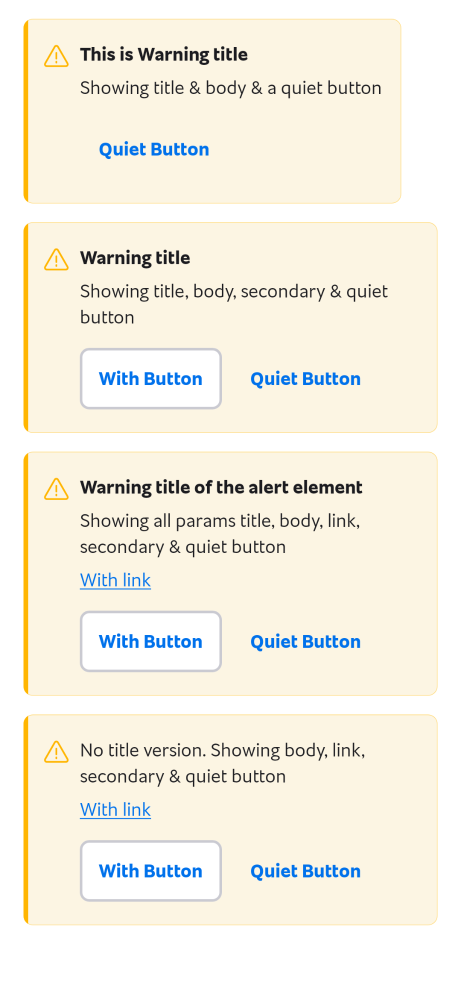 This is Warning title
Showing title & body & a quiet button
Quiet Button
Warning title
Showing title, body, secondary & quiet
button
With Button
Quiet Button
Warning title of the alert element
Showing all params title, body, link,
secondary & quiet button
With link
With Button
Quiet Button
No title version. Showing body, link,
secondary & quiet button
With link
With Button
Quiet Button